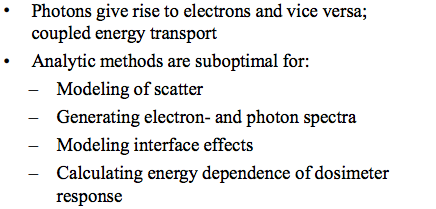 • Photons give rise to electrons and vice versa;
coupled energy transport
• Analytic methods are suboptimal for:
– Modeling of scatter
– Generating electron- and photon spectra
– Modeling interface effects
– Calculating energy dependence of dosimeter
response